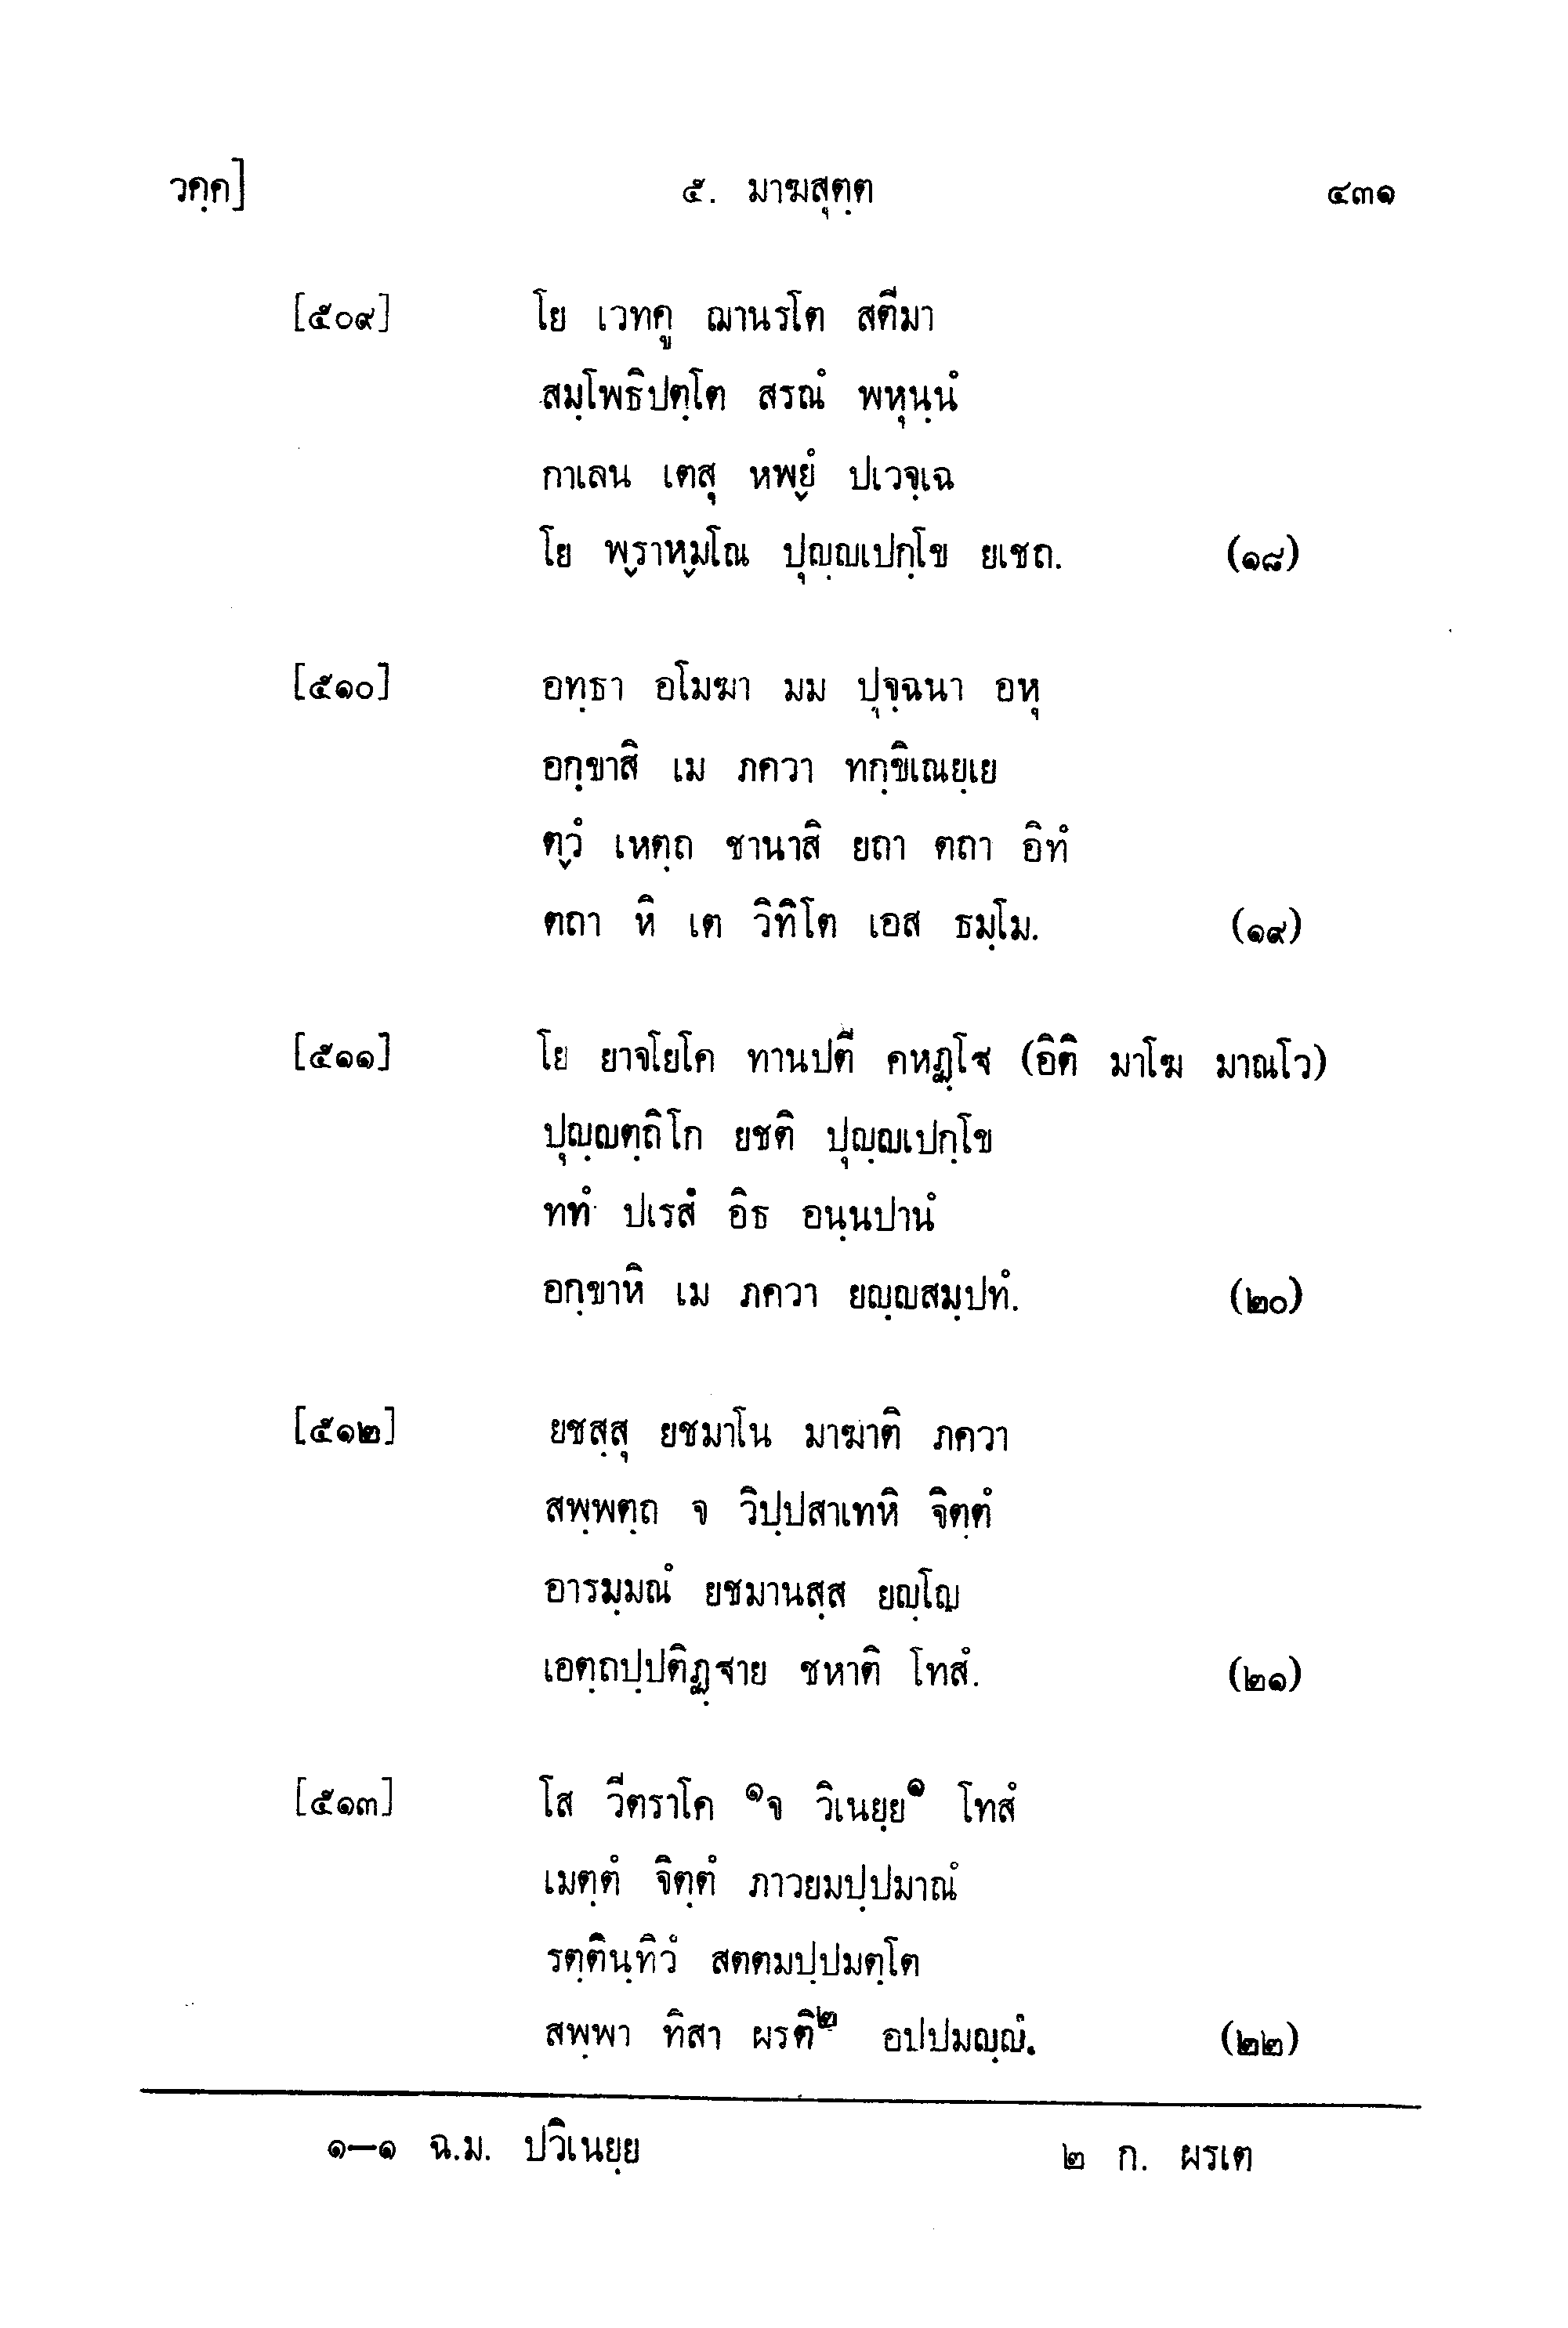 วคฺค] ๕. มาฆสุตฺต ๔๓๑
[๕๐๙] โย เวทคู ฌานรโต สตีมา
สมฺโพธิปตฺโต สรณํ พหุนฺนํ
กาเลน เตสุ หพฺยํ ปเวจฺเฉ
โย พฺราหฺมโณ ปุญฺญเปกฺโข ยเชถ. (๑๘)
[๕๑๐] อทฺธา อโมฆา มม ปุจฺฉนา อหุ
อกฺขาสิ เม ภควา ทกฺขิเณยฺเย
ตฺวํ เหตฺถ ชานาสิ ยถา ตถา อิทํ
ตถา หิ เต วิทิโต เอส ธมฺโม. (๑๙)
[๕๑๑] โย ยาจโยโค ทานปตี คหฏฺโฐ (อิติ มาโฆ มาณโว)
ปุญฺญตฺถิโก ยชติ ปุญฺญเปกฺโข
ททํ ปเรสํ อิธ อนฺนปานํ
อกฺขาหิ เม ภควา ยญฺญสมฺปทํ. (๒๐)
[๕๑๒] ยชสฺสุ ยชมาโน มาฆาติ ภควา
สพฺพตฺถ จ วิปฺปสาเทหิ จิตฺตํ
อารมฺมณํ ยชมานสฺส ยญฺโญ
เอตฺถปฺปติฏฺฐาย ชหาติ โทสํ. (๒๑)
[๕๑๓] โส วีตราโค ๑จ วิเนยฺย๑ โทสํ
เมตฺตํ จิตฺตํ ภาวยมปฺปมาณํ
รตฺตินฺทิวํ สตตมปฺปมตฺโต
สพฺพา ทิสา ผรติ๒ อปฺปมญฺญํ. (๒๒)
๑–๑ ฉ.ม. ปวิเนยฺย ๒ ก. ผรเต